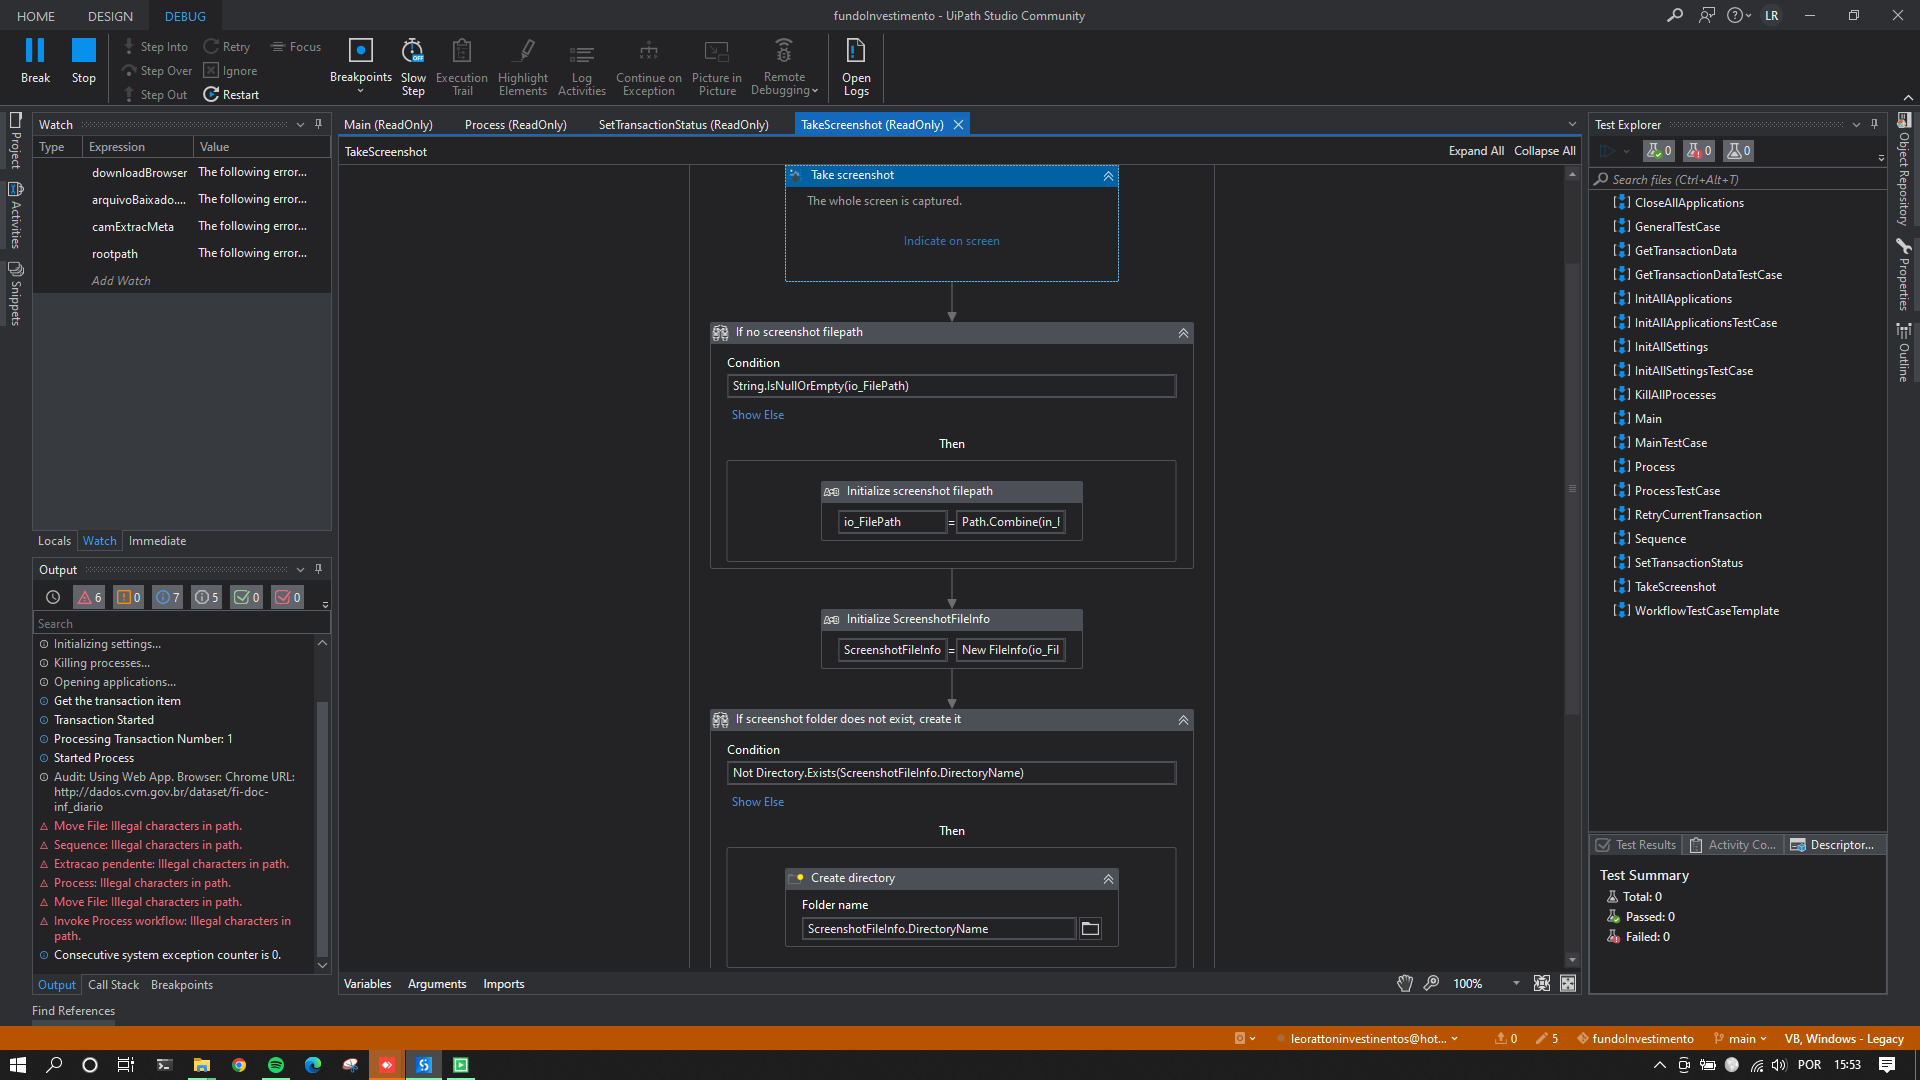 HOME
DESIGN
DEBUG
fundoInvestimento - UiPath Studio Community
LR
Break
Stop
Step Into
Step Over
Step Out
Retry
Ignore
Restart
Focus
Breakpoints
Slow
Step
OFF
Execution
Trail
Highlight
Elements
Log
Activities
Continue on
Exception
Picture in
Picture
Remote
Debugging
Open
Logs
Project
Activities
Snippets
Watch
Type
Expression
Value
downloadBrowser
The following error...
arquivoBaixado....
The following error...
camExtracMeta
The following error...
rootpath
The following error...
Add Watch
Locals
Watch
Immediate
Output
6
0
7
5
0
0
Search
Initializing settings...
Killing processes...
Opening applications...
Get the transaction item
Transaction Started
Processing Transaction Number: 1
Started Process
Audit: Using Web App. Browser: Chrome URL:
http://dados.cvm.gov.br/dataset/fi-doc-
inf_diario
Move File: Illegal characters in path.
Sequence: Illegal characters in path.
Extracao pendente: Illegal characters in path.
Process: Illegal characters in path.
Move File: Illegal characters in path.
Invoke Process workflow: Illegal characters in
path.
Consecutive system exception counter is 0.
Output
Call Stack
Breakpoints
Find References
Main (ReadOnly)
Process (ReadOnly)
SetTransactionStatus (ReadOnly)
TakeScreenshot (ReadOnly)
TakeScreenshot
Expand All
Collapse All
Take screenshot
The whole screen is captured.
Indicate on screen
If no screenshot filepath
Condition
String.IsNullOrEmpty(io_FilePath)
Show Else
Then
Initialize screenshot filepath
io_FilePath
=
Path.Combine(in_F
Initialize ScreenshotFileInfo
ScreenshotFileInfo
=
New FileInfo(io_Fil
If screenshot folder does not exist, create it
Condition
Not Directory.Exists(ScreenshotFileInfo.DirectoryName)
Show Else
Then
Create directory
Folder name
ScreenshotFileInfo.DirectoryName
Variables
Arguments
Imports
100%
Test Explorer
0
0
0
Search files (Ctrl+Alt+T)
CloseAllApplications
GeneralTestCase
GetTransactionData
GetTransactionDataTestCase
InitAllApplications
InitAllApplicationsTestCase
InitAllSettings
InitAllSettingsTestCase
KillAllProcesses
Main
MainTestCase
Process
ProcessTestCase
RetryCurrentTransaction
Sequence
SetTransactionStatus
TakeScreenshot
WorkflowTestCaseTemplate
Test Results
Activity Co...
Descriptor...
Test Summary
Total: 0
Passed: 0
Failed: 0
Object Repository
Properties
Outline
leorattoninvestinentos@hot...
0
5
fundoInvestimento
main
VB, Windows - Legacy
POR
15:53